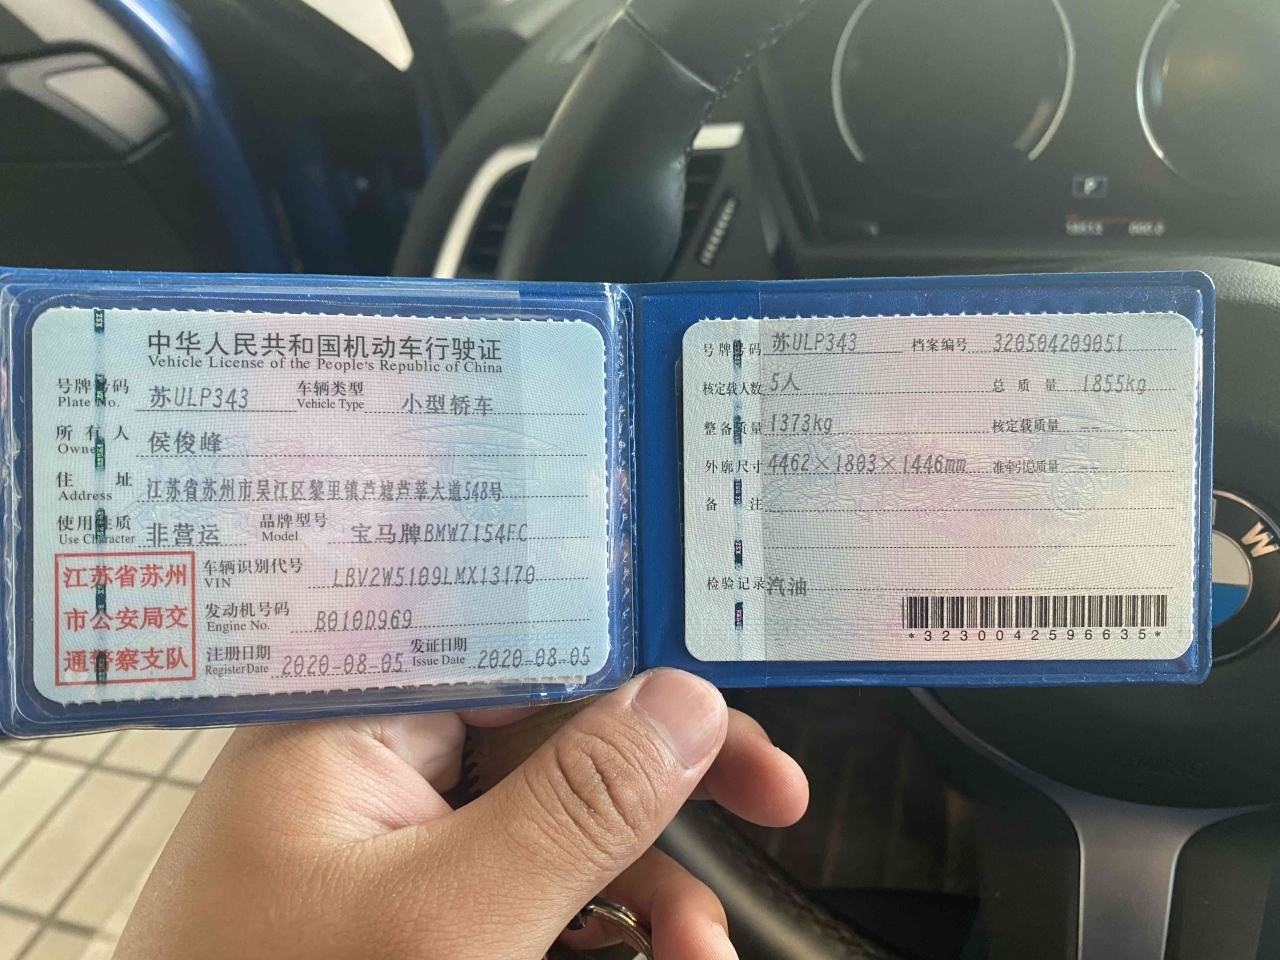 中华人民共和国机动车行驶证
Vehicle License of the People's Republic of China
号牌号码 苏ULP343 车辆类型 小型轿车
Plate No. Vehicle Type
所有人 侯俊峰
Owner
住址 江苏省苏州市吴江区黎里镇芦墟芦莘大道548号
Address
使用性质 非营运 品牌型号 宝马牌BMW7154FC
Use Character Model
江苏省苏州
市公安局交
通警察支队
车辆识别代号 LBV2W5109LMX13170
VIN
发动机号码 B010D969
Engine No.
注册日期 2020-08-05 发证日期 2020-08-05
Register Date Issue Date
号牌号码 苏ULP343 档案编号 320504209051
核定载人数 5人 总质量 1855kg
整备质量 1373kg 核定载质量 --
外廓尺寸 4462×1803×1446mm 准牵引总质量 --
备注
检验记录 汽油
*3230042596635*
P